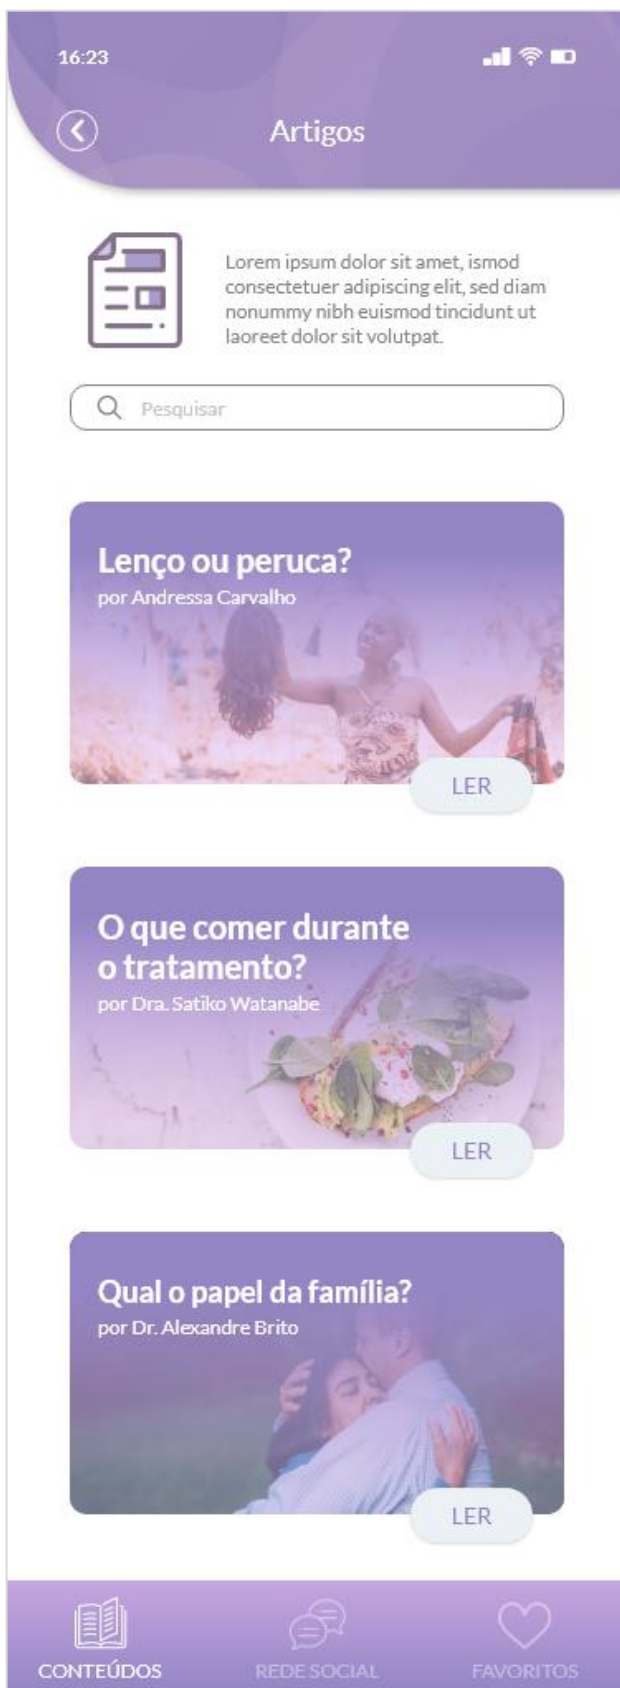 16:23
Artigos
Lorem ipsum dolor sit amet, ismod
consectetuer adipiscing elit, sed diam
nonummy nibh euismod tincidunt ut
laoreet dolor sit volutpat.
Pesquisar
Lenço ou peruca?
por Andressa Carvalho
LER
O que comer durante
o tratamento?
por Dra. Satiko Watanabe
LER
Qual o papel da família?
por Dr. Alexandre Brito
LER
CONTEÚDOS
REDE SOCIAL
FAVORITOS